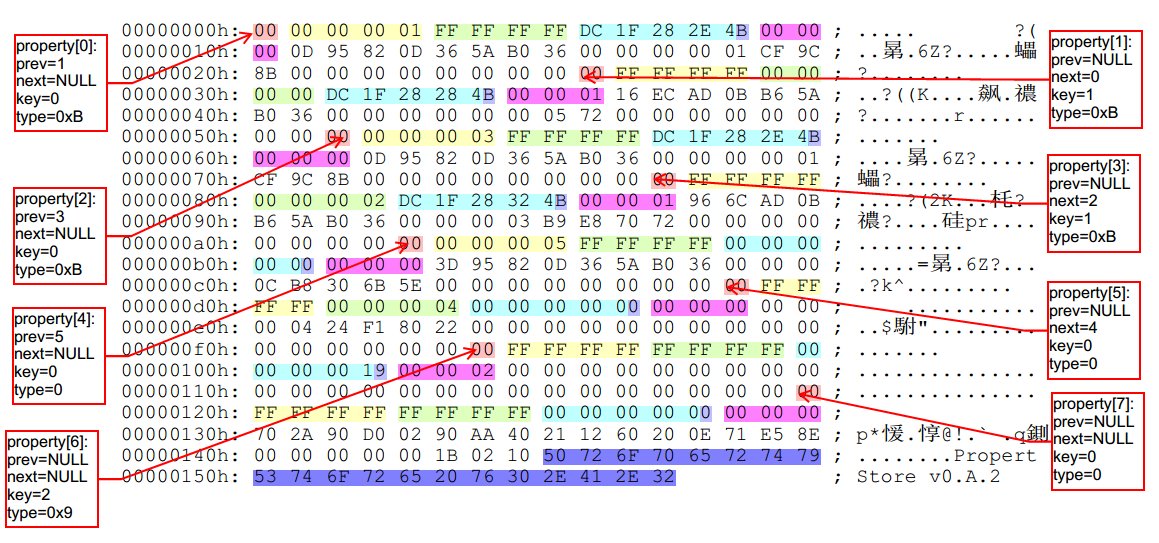 property[0]:
prev=1
next=NULL
key=0
type=0xB
property[2]:
prev=3
next=NULL
key=0
type=0xB
property[4]:
prev=5
next=NULL
key=0
type=0
property[6]:
prev=NULL
next=NULL
key=2
type=0x9
00000000h: 00 00 00 00 01 FF FF FF FF DC 1F 28 2E 4B 00 00 ; ..... ?(
00000010h: 00 0D 95 82 0D 36 5A B0 36 00 00 00 00 01 CF 9C ; ..甮.6Z?.....蠝
00000020h: 8B 00 00 00 00 00 00 00 00 00 FF FF FF FF 00 00 ; ?........
00000030h: 00 00 DC 1F 28 28 4B 00 00 01 16 EC AD 0B B6 5A ; ..?((K....飙.禯
00000040h: B0 36 00 00 00 00 00 00 05 72 00 00 00 00 00 00 ; ?.......r......
00000050h: 00 00 00 00 00 00 03 FF FF FF FF DC 1F 28 2E 4B ; ......
00000060h: 00 00 00 0D 95 82 0D 36 5A B0 36 00 00 00 00 01 ; ....甮.6Z?.....
00000070h: CF 9C 8B 00 00 00 00 00 00 00 00 00 FF FF FF FF ; 蠝?........
00000080h: 00 00 00 02 DC 1F 28 32 4B 00 00 01 96 6C AD 0B ; ....?(2K...杔?
00000090h: B6 5A B0 36 00 00 00 00 03 B9 E8 70 72 00 00 00 ; 禯?....硅pr....
000000a0h: 00 00 00 00 00 00 00 00 05 FF FF FF FF 00 00 00 ; .........
000000b0h: 00 00 00 00 00 3D 95 82 0D 36 5A B0 36 00 00 00 ; .....=甮.6Z?...
000000c0h: 0C B8 30 6B 5E 00 00 00 00 00 00 00 00 00 FF FF ; .?k^..........
000000d0h: FF FF 00 00 00 04 00 00 00 00 00 00 00 00 00 00 ; ..............
000000e0h: 00 04 24 F1 80 22 00 00 00 00 00 00 00 00 00 00 ; ..$駙"..........
000000f0h: 00 00 00 00 00 00 00 FF FF FF FF FF FF FF FF 00 ; .......
00000100h: 00 00 00 19 00 00 02 00 00 00 00 00 00 00 00 00 ; ................
00000110h: 00 00 00 00 00 00 00 00 00 00 00 00 00 00 00 00 ; ................
00000120h: FF FF FF FF FF FF FF FF 00 00 00 00 00 00 00 00 ; ........
00000130h: 70 2A 90 D0 02 90 AA 40 21 12 60 20 0E 71 E5 8E ; p*愋.惇@!.` .q鍘
00000140h: 00 00 00 00 00 1B 02 10 50 72 6F 70 65 72 74 79 ; ........Propert
00000150h: 53 74 6F 72 65 20 76 30 2E 41 2E 32 ; Store v0.A.2
property[1]:
prev=NULL
next=0
key=1
type=0xB
property[3]:
prev=NULL
next=2
key=1
type=0xB
property[5]:
prev=NULL
next=4
key=0
type=0
property[7]:
prev=NULL
next=NULL
key=0
type=0